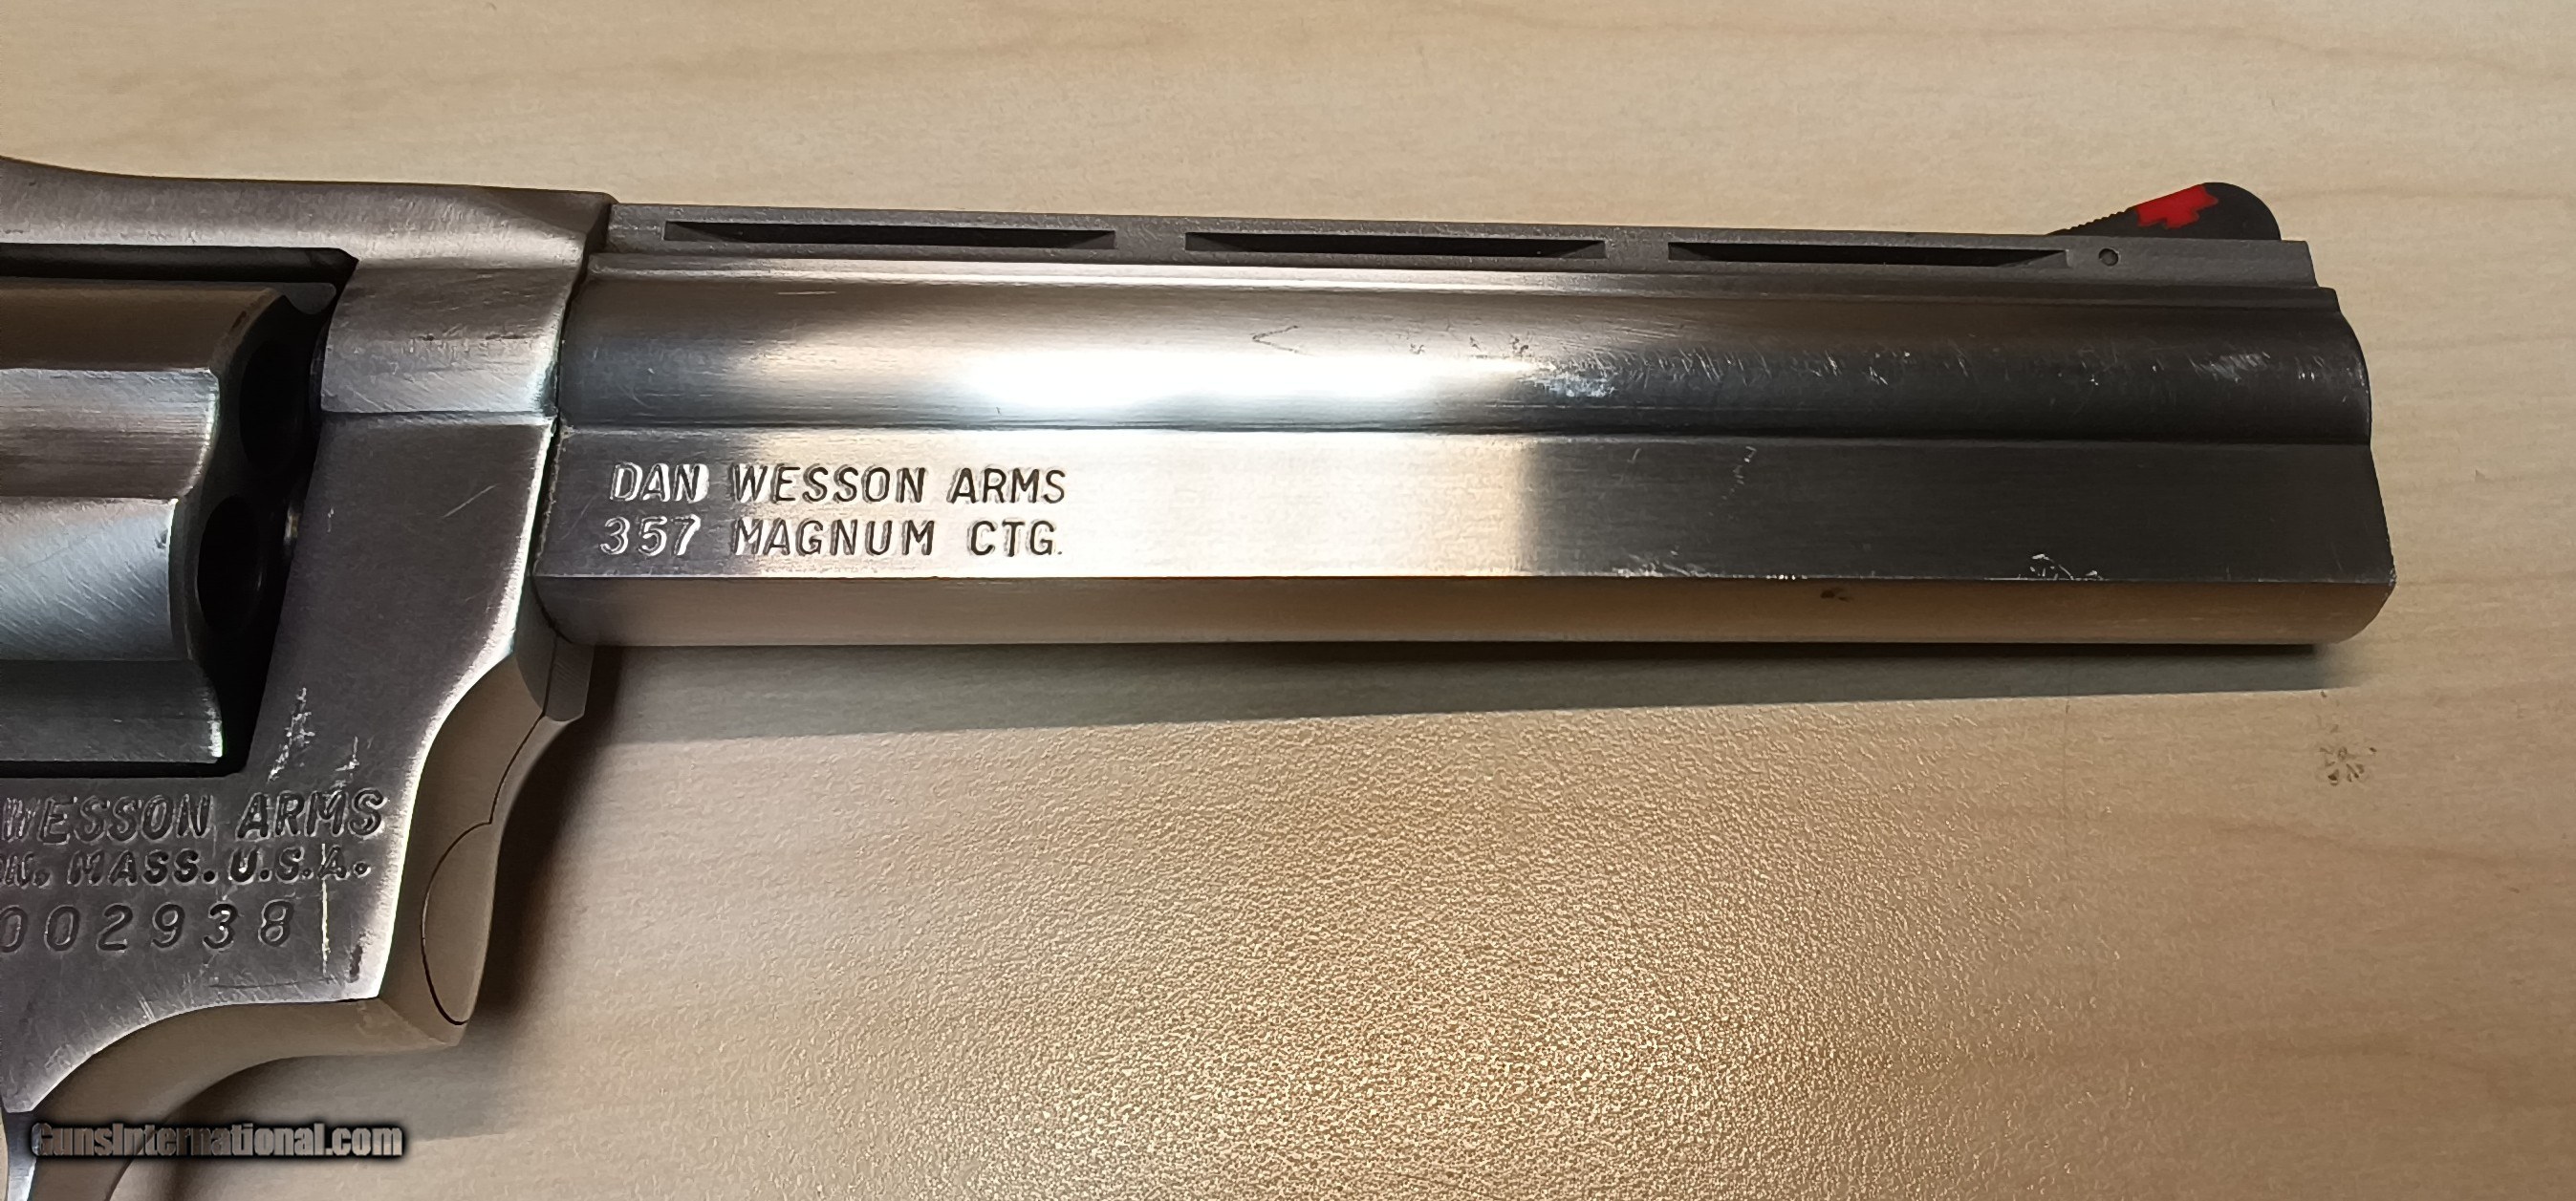 DAN WESSON ARMS
357 MAGNUM CTG.
WESSON ARMS
N, MASS. U.S.A.
002938
GunsInternational.com